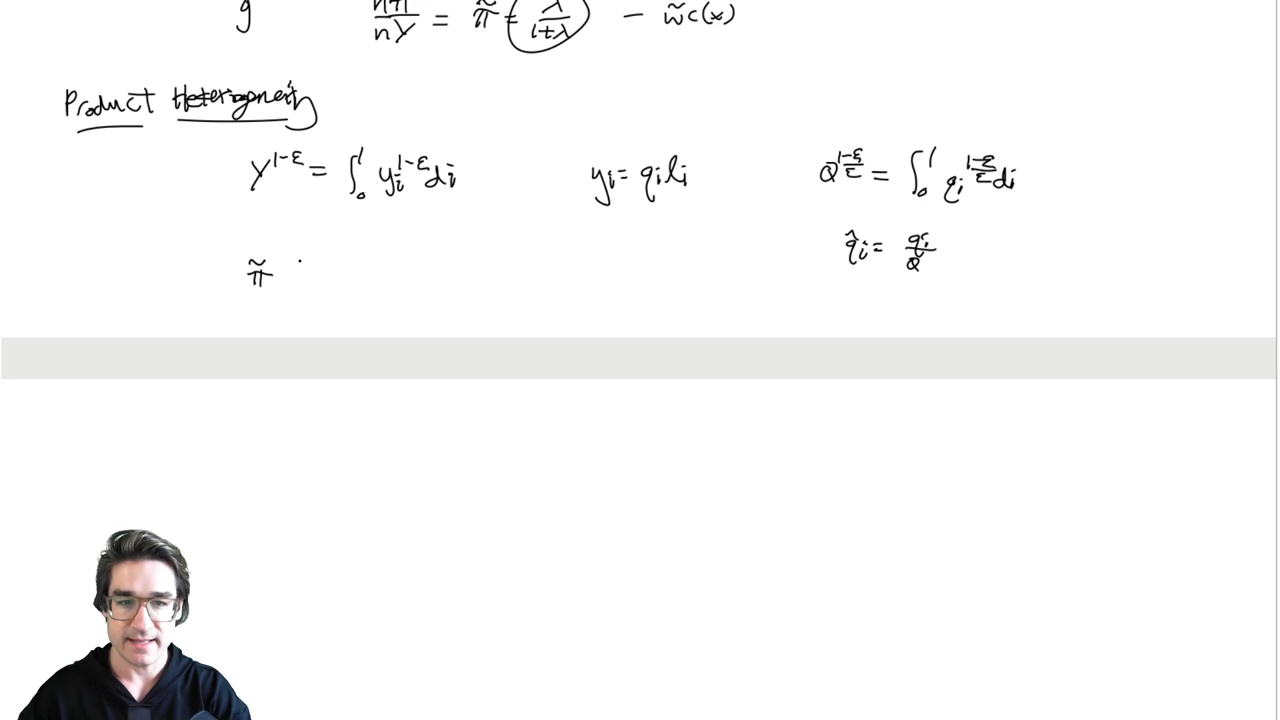 g nπ/nY = π̃ = λ/(1+λ) − w̃c(x)
Product Heterogeneity
Y^{1-ε} = ∫₀¹ yᵢ^{1-ε} di yᵢ = qᵢlᵢ Q^{(1-ε)/ε} = ∫₀¹ qᵢ^{(1-ε)/ε} di
q̂ᵢ = qᵢ/Q
π̃